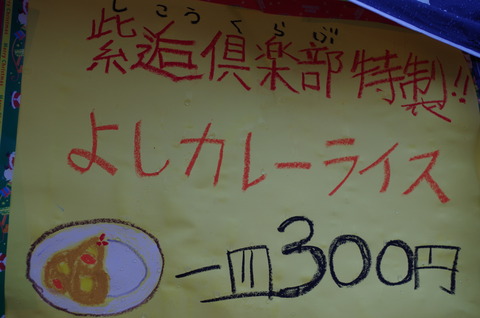 しこうくらぶ
紫逅倶楽部 特製!!
よしカレーライス
一皿300円